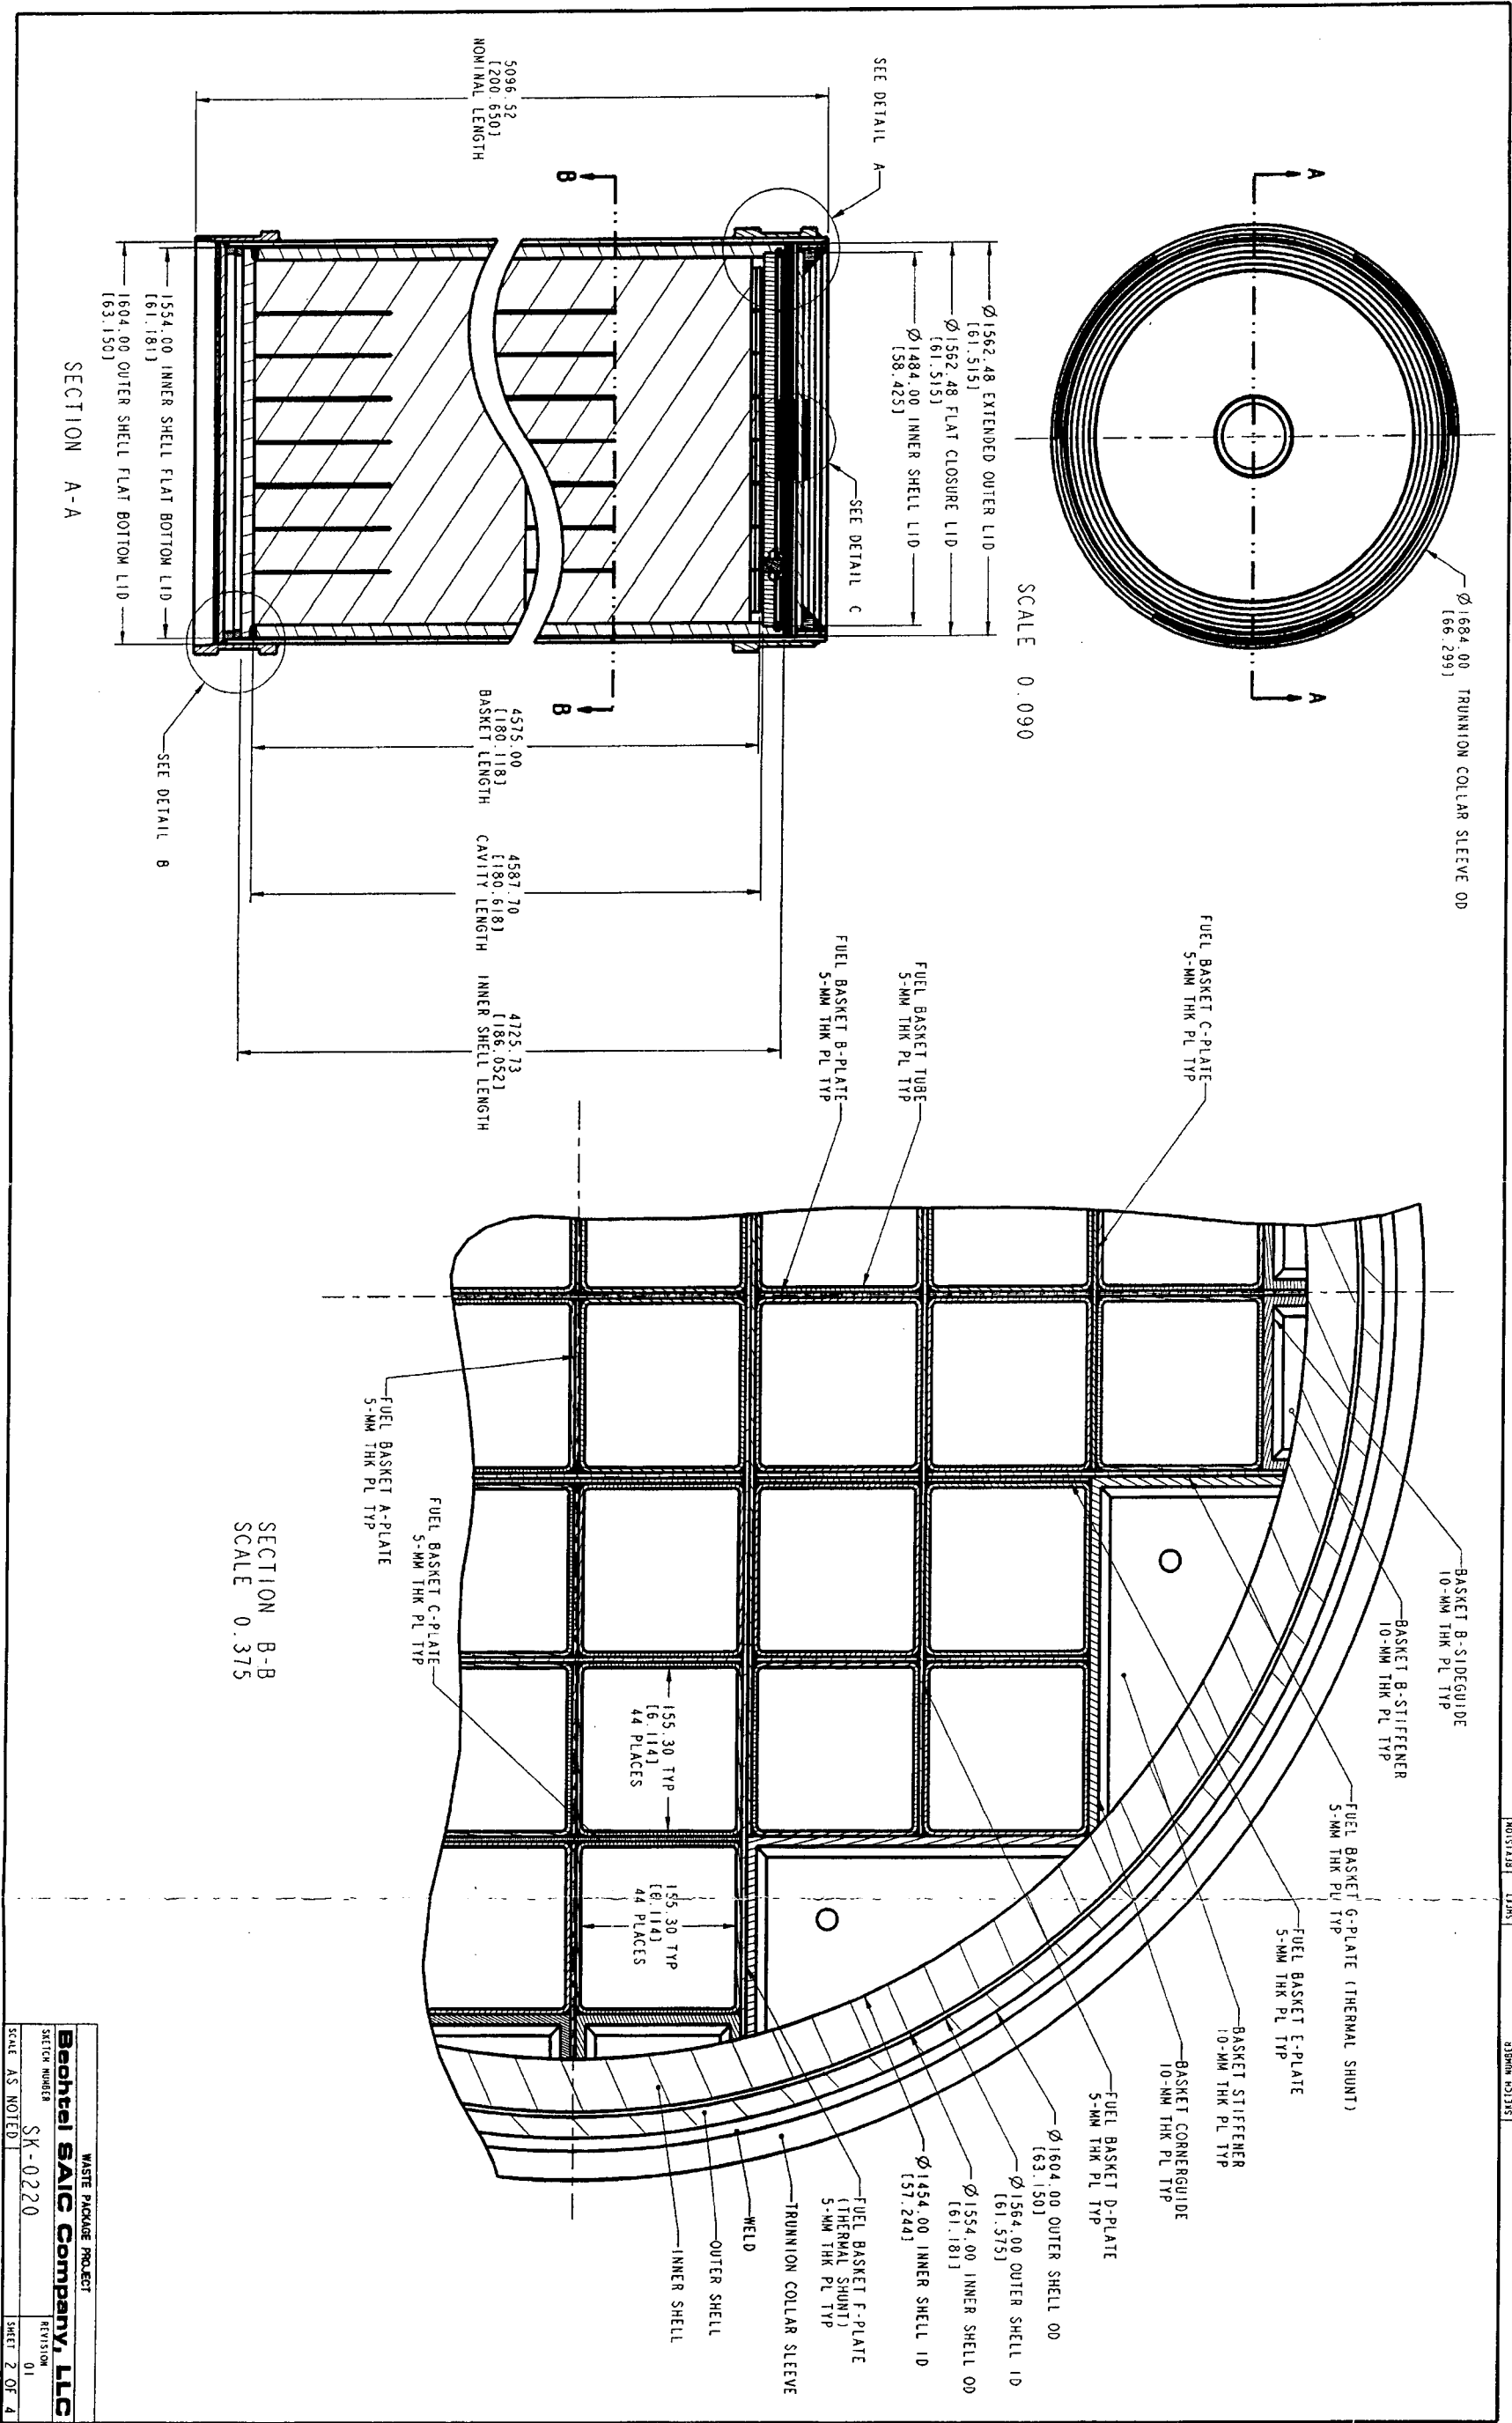 Ø1684.00 TRUNNION COLLAR SLEEVE OD
[66.299]
A
A
SCALE 0.090
SEE DETAIL A
Ø1562.48 EXTENDED OUTER LID
[61.515]
Ø1562.48 FLAT CLOSURE LID
[61.515]
Ø1484.00 INNER SHELL LID
[58.425]
SEE DETAIL C
5096.52
[200.650]
NOMINAL LENGTH
B
B
4575.00
[180.118]
BASKET LENGTH
4587.70
[180.618]
CAVITY LENGTH
4725.73
[186.052]
INNER SHELL LENGTH
1554.00 INNER SHELL FLAT BOTTOM LID
[61.181]
1604.00 OUTER SHELL FLAT BOTTOM LID
[63.150]
SEE DETAIL B
SECTION A-A
FUEL BASKET C-PLATE
5-MM THK PL TYP
FUEL BASKET TUBE
5-MM THK PL TYP
FUEL BASKET B-PLATE
5-MM THK PL TYP
BASKET B-SIDEGUIDE
10-MM THK PL TYP
BASKET B-STIFFENER
10-MM THK PL TYP
FUEL BASKET G-PLATE (THERMAL SHUNT)
5-MM THK PL TYP
FUEL BASKET E-PLATE
5-MM THK PL TYP
BASKET STIFFENER
10-MM THK PL TYP
BASKET CORNERGUIDE
10-MM THK PL TYP
FUEL BASKET D-PLATE
5-MM THK PL TYP
Ø1604.00 OUTER SHELL OD
[63.150]
Ø1564.00 OUTER SHELL ID
[61.575]
Ø1554.00 INNER SHELL OD
[61.181]
Ø1454.00 INNER SHELL ID
[57.244]
FUEL BASKET F-PLATE
(THERMAL SHUNT)
5-MM THK PL TYP
TRUNNION COLLAR SLEEVE
WELD
OUTER SHELL
INNER SHELL
155.30 TYP
[6.114]
44 PLACES
155.30 TYP
[6.114]
44 PLACES
FUEL BASKET A-PLATE
5-MM THK PL TYP
FUEL BASKET C-PLATE
5-MM THK PL TYP
SECTION B-B
SCALE 0.375
REVISION
SHEET
SKETCH NUMBER
WASTE PACKAGE PROJECT
Bechtel SAIC Company, LLC
SKETCH NUMBER
SK-0220
REVISION
01
SCALE AS NOTED
SHEET 2 OF 4